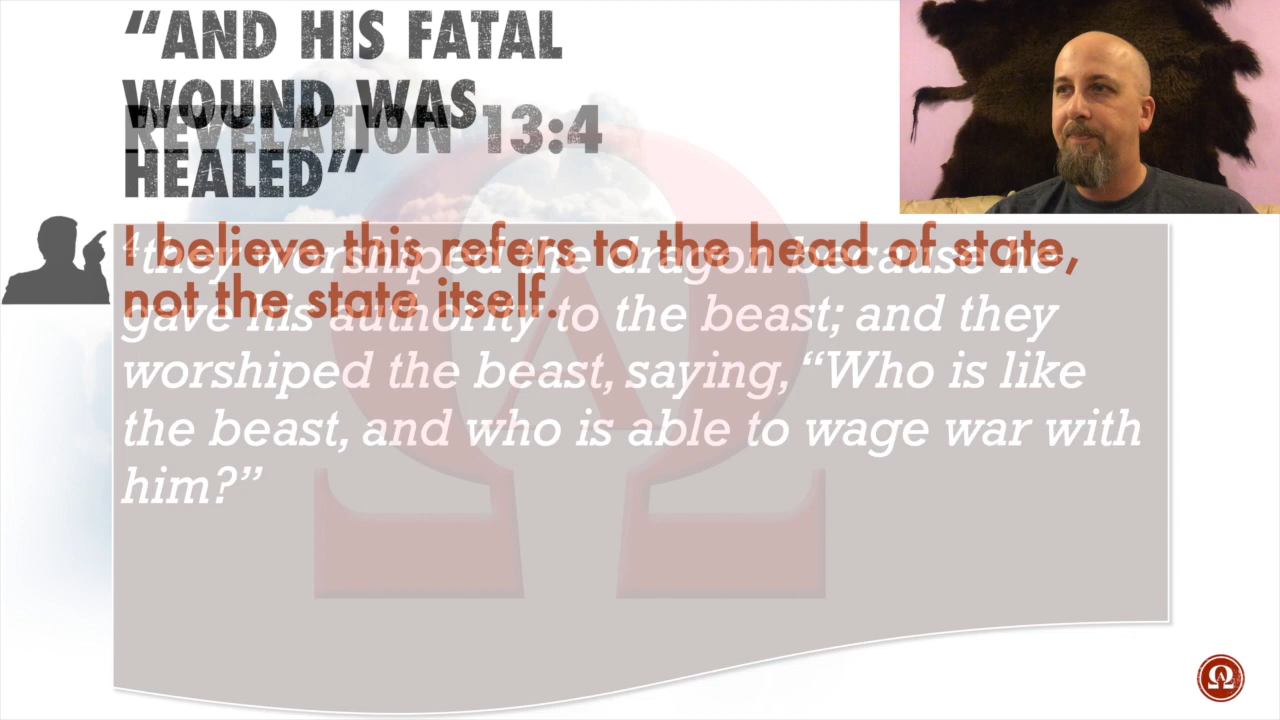 “AND HIS FATAL
WOUND WAS
HEALED”
REVELATION 13:4
I believe this refers to the head of state,
not the state itself.
4they worshiped the dragon because he
gave his authority to the beast; and they
worshiped the beast, saying, “Who is like
the beast, and who is able to wage war with
him?”